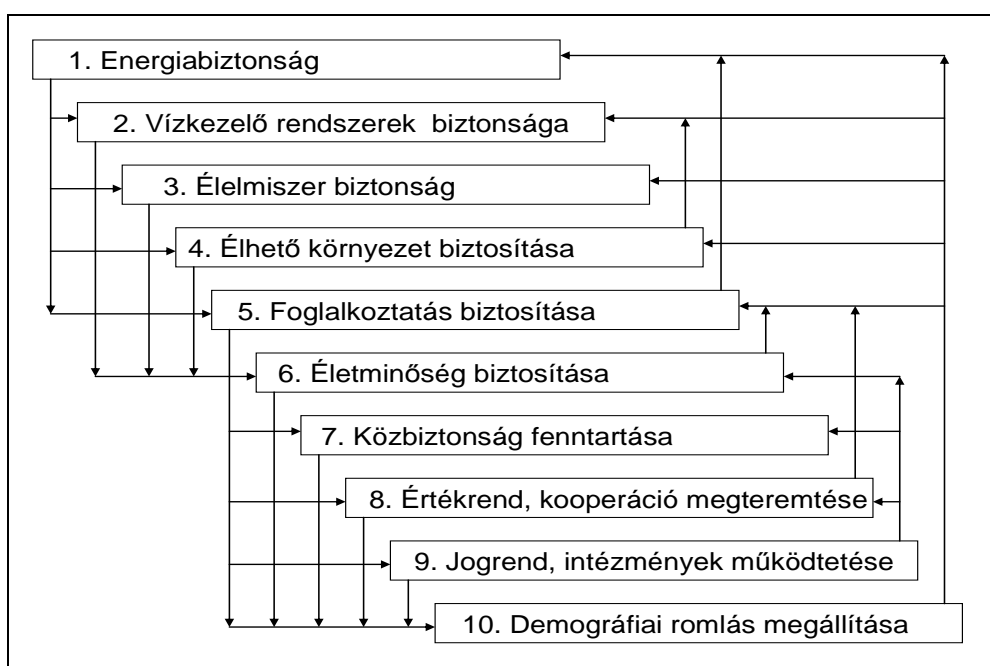 1. Energiabiztonság
2. Vízkezelő rendszerek biztonsága
3. Élelmiszer biztonság
4. Élhető környezet biztosítása
5. Foglalkoztatás biztosítása
6. Életminőség biztosítása
7. Közbiztonság fenntartása
8. Értékrend, kooperáció megteremtése
9. Jogrend, intézmények működtetése
10. Demográfiai romlás megállítása